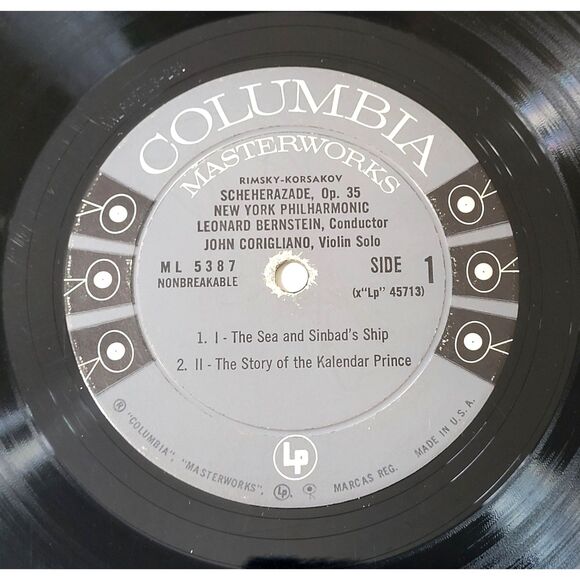 COLUMBIA
MASTERWORKS
RIMSKY-KORSAKOV
SCHEHERAZADE, Op. 35
NEW YORK PHILHARMONIC
LEONARD BERNSTEIN, Conductor
JOHN CORIGLIANO, Violin Solo
ML 5387
NONBREAKABLE
SIDE 1
(x"Lp" 45713)
1. I - The Sea and Sinbad's Ship
2. II - The Story of the Kalendar Prince
Lp
® "COLUMBIA", "MASTERWORKS", Lp, MARCAS REG. MADE IN U.S.A.